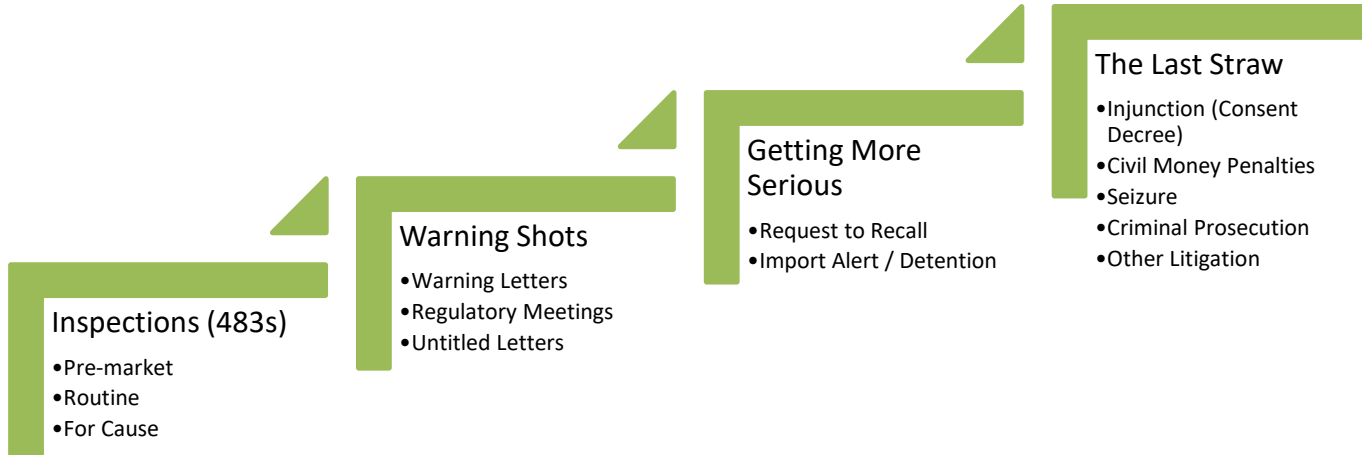 Inspections (483s)
•Pre-market
•Routine
•For Cause
Warning Shots
•Warning Letters
•Regulatory Meetings
•Untitled Letters
Getting More
Serious
•Request to Recall
•Import Alert / Detention
The Last Straw
•Injunction (Consent
Decree)
•Civil Money Penalties
•Seizure
•Criminal Prosecution
•Other Litigation